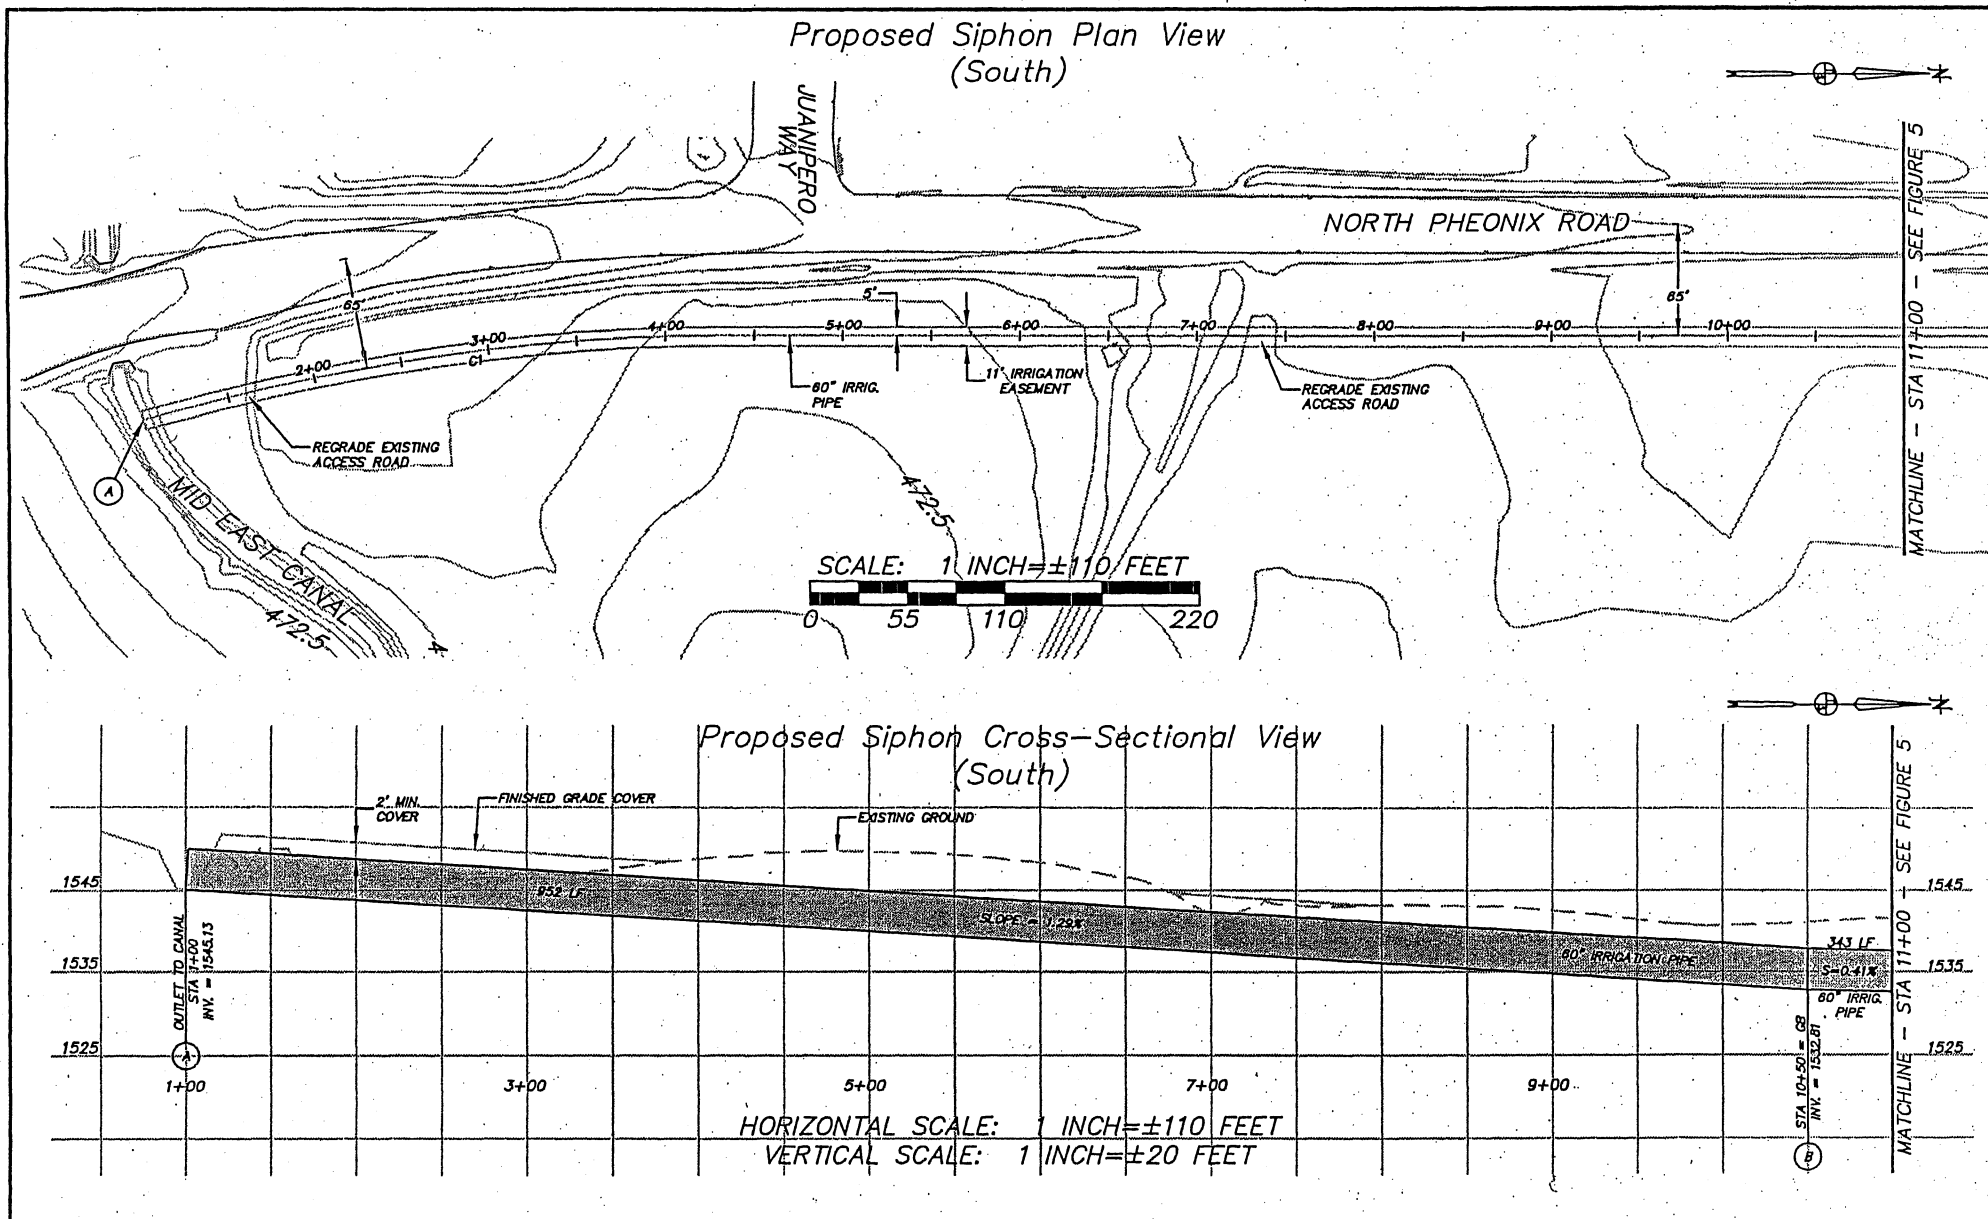 Proposed Siphon Plan View
(South)
JUANIPERO
WAY
NORTH PHEONIX ROAD
MATCHLINE - STA 11+00 - SEE FIGURE 5
65'
5'
65'
2+00
3+00
4+00
5+00
6+00
7+00
8+00
9+00
10+00
C1
60" IRRIG.
PIPE
11' IRRIGATION
EASEMENT
REGRADE EXISTING
ACCESS ROAD
REGRADE EXISTING
ACCESS ROAD
A
MID EAST CANAL
472.5
472.5
4
SCALE: 1 INCH=±110 FEET
0 55 110 220
Proposed Siphon Cross-Sectional View
(South)
2' MIN.
COVER
FINISHED GRADE COVER
EXISTING GROUND
1545
1535
1525
952 LF
SLOPE = 1.29%
60" IRRIGATION PIPE
343 LF
S=0.41%
60" IRRIG.
PIPE
1545
1535
1525
OUTLET TO CANAL
STA 1+00
INV. = 1545.13
A
1+00
3+00
5+00
7+00
9+00
STA 10+50 = GB
INV. = 1532.81
B
MATCHLINE - STA 11+00 - SEE FIGURE 5
HORIZONTAL SCALE: 1 INCH=±110 FEET
VERTICAL SCALE: 1 INCH=±20 FEET